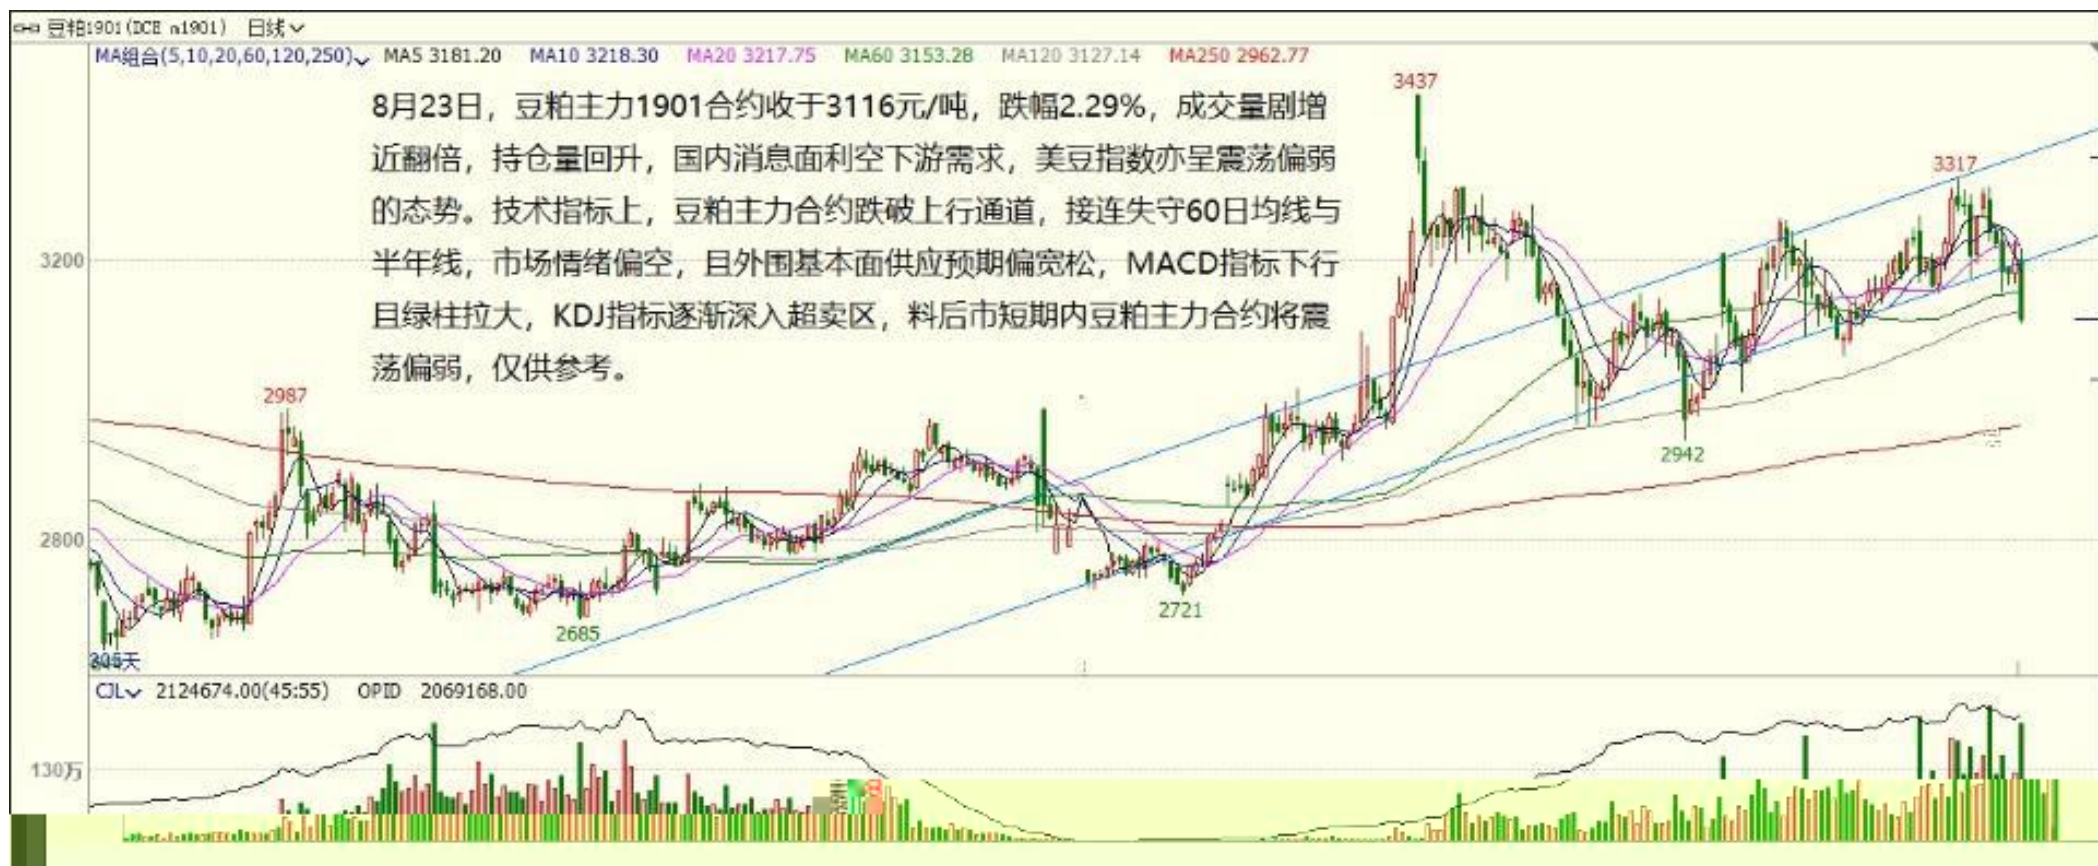 豆粕1901(DCE m1901) 日线
MA组合(5,10,20,60,120,250) MA5 3181.20 MA10 3218.30 MA20 3217.75 MA60 3153.28 MA120 3127.14 MA250 2962.77
3437
8月23日，豆粕主力1901合约收于3116元/吨，跌幅2.29%，成交量剧增
近翻倍，持仓量回升，国内消息面利空下游需求，美豆指数亦呈震荡偏弱
的态势。技术指标上，豆粕主力合约跌破上行通道，接连失守60日均线与
半年线，市场情绪偏空，且外围基本面供应预期偏宽松，MACD指标下行
且绿柱拉大，KDJ指标逐渐深入超卖区，料后市短期内豆粕主力合约将震
荡偏弱，仅供参考。
3317
3200
2987
2942
2800
2721
2685
305天
CJL 2124674.00(45:55) OPID 2069168.00
130万